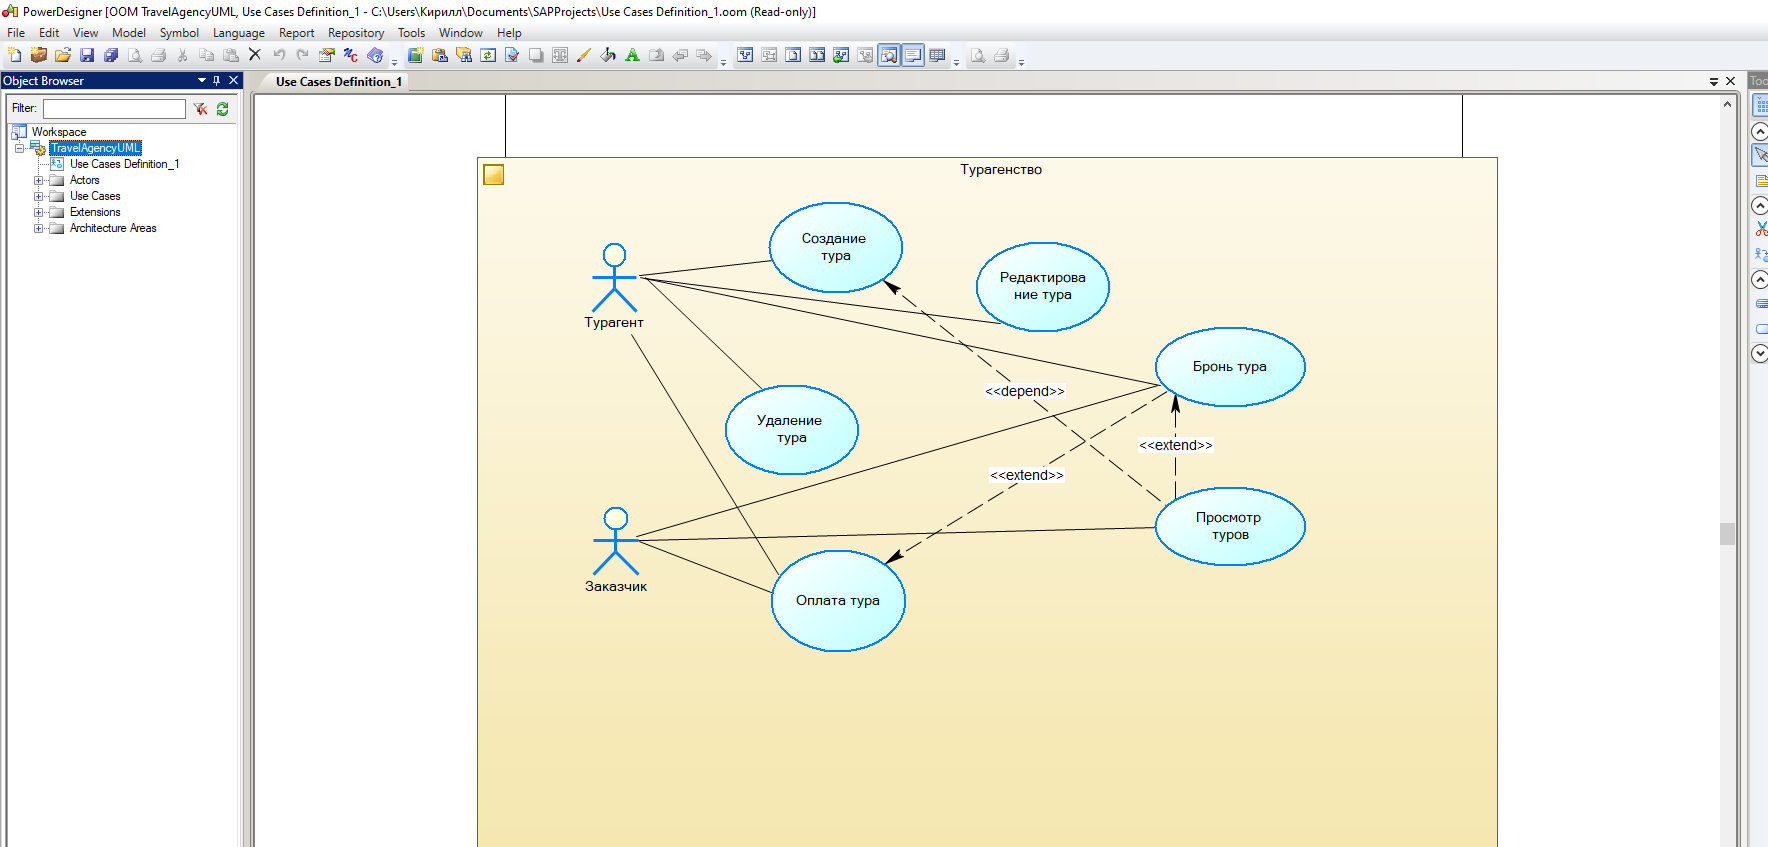 PowerDesigner [OOM TravelAgencyUML, Use Cases Definition_1 - C:\Users\Кирилл\Documents\SAPProjects\Use Cases Definition_1.oom (Read-only)]
File Edit View Model Symbol Language Report Repository Tools Window Help
Object Browser
Use Cases Definition_1
Filter:
Workspace
TravelAgencyUML
Use Cases Definition_1
Actors
Use Cases
Extensions
Architecture Areas
Турагенство
Создание
тура
Редактирова
ние тура
Турагент
Бронь тура
<<depend>>
Удаление
тура
<<extend>>
<<extend>>
Просмотр
туров
Заказчик
Оплата тура
Too